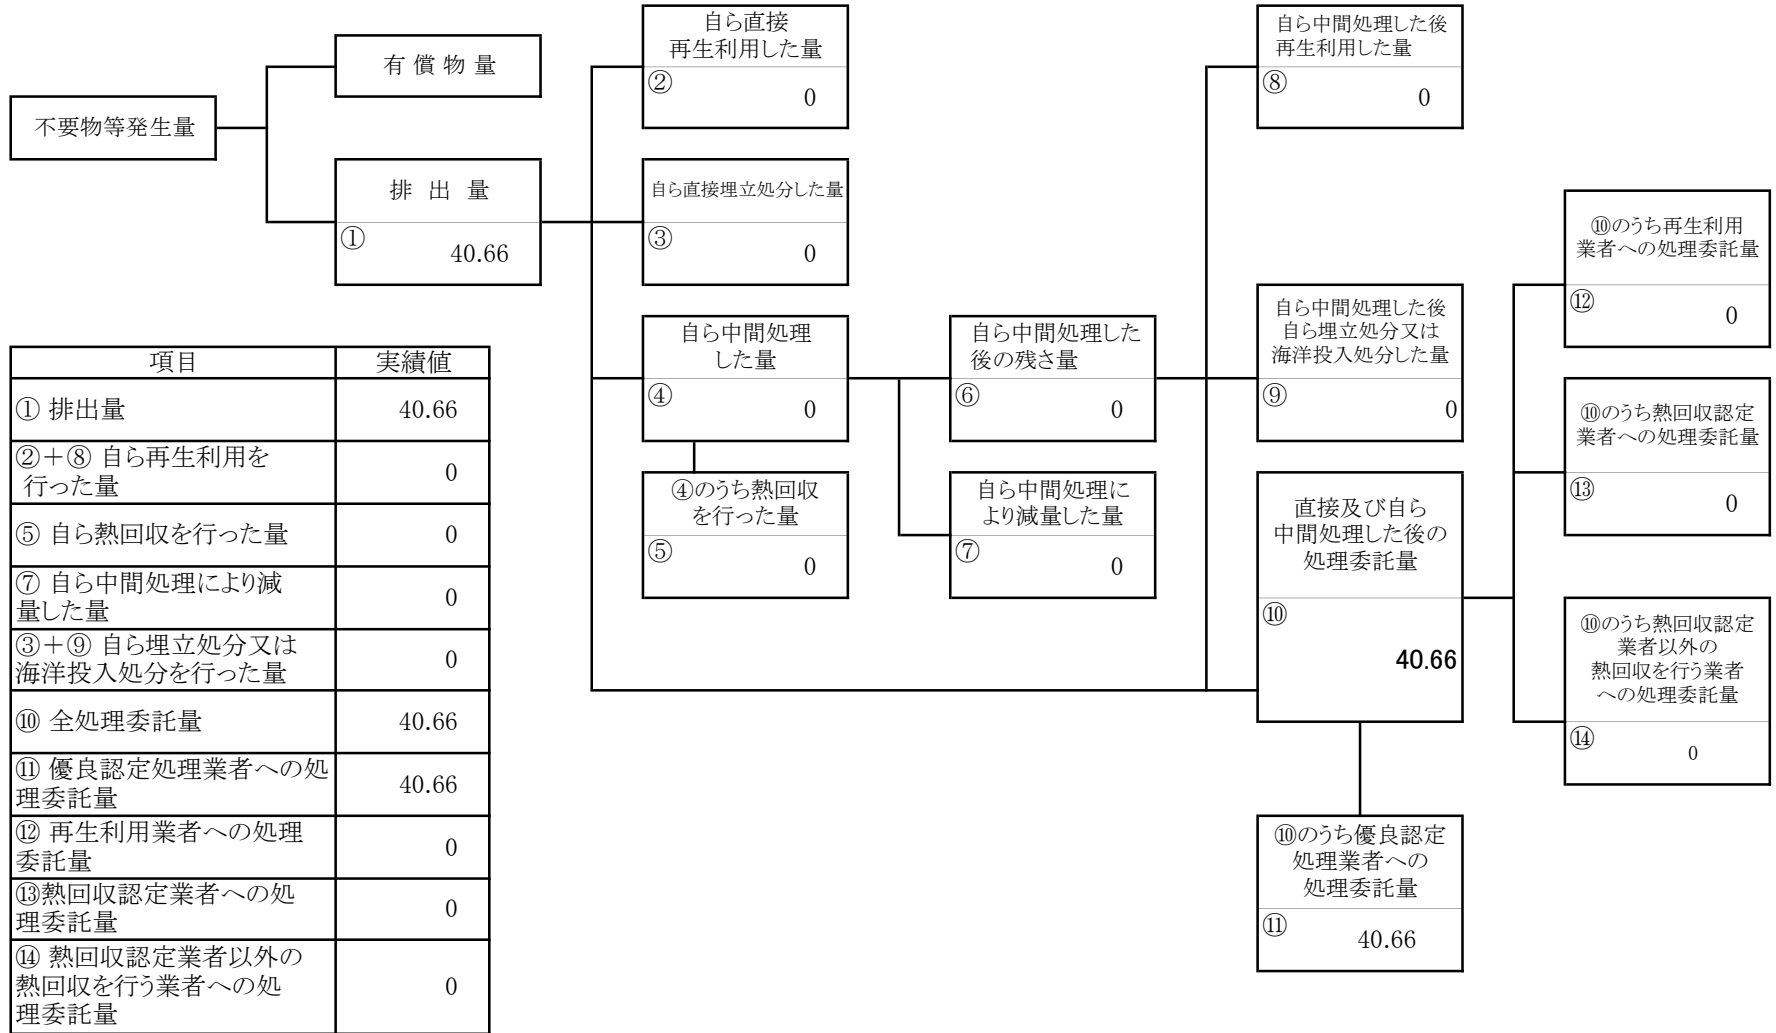 不要物等発生量
有 償 物 量
排 出 量
①
40.66
自ら直接
再生利用した量
②
0
自ら直接埋立処分した量
③
0
自ら中間処理
した量
④
0
④のうち熱回収
を行った量
⑤
0
自ら中間処理した
後の残さ量
⑥
0
自ら中間処理に
より減量した量
⑦
0
自ら中間処理した後
再生利用した量
⑧
0
自ら中間処理した後
自ら埋立処分又は
海洋投入処分した量
⑨
0
直接及び自ら
中間処理した後の
処理委託量
⑩
40.66
⑩のうち優良認定
処理業者への
処理委託量
⑪
40.66
⑩のうち再生利用
業者への処理委託量
⑫
0
⑩のうち熱回収認定
業者への処理委託量
⑬
0
⑩のうち熱回収認定
業者以外の
熱回収を行う業者
への処理委託量
⑭
0
項目 実績値
① 排出量 40.66
②＋⑧ 自ら再生利用を
行った量 0
⑤ 自ら熱回収を行った量 0
⑦ 自ら中間処理により減
量した量 0
③＋⑨ 自ら埋立処分又は
海洋投入処分を行った量 0
⑩ 全処理委託量 40.66
⑪ 優良認定処理業者への処
理委託量 40.66
⑫ 再生利用業者への処理
委託量 0
⑬熱回収認定業者への処
理委託量 0
⑭ 熱回収認定業者以外の
熱回収を行う業者への処
理委託量 0